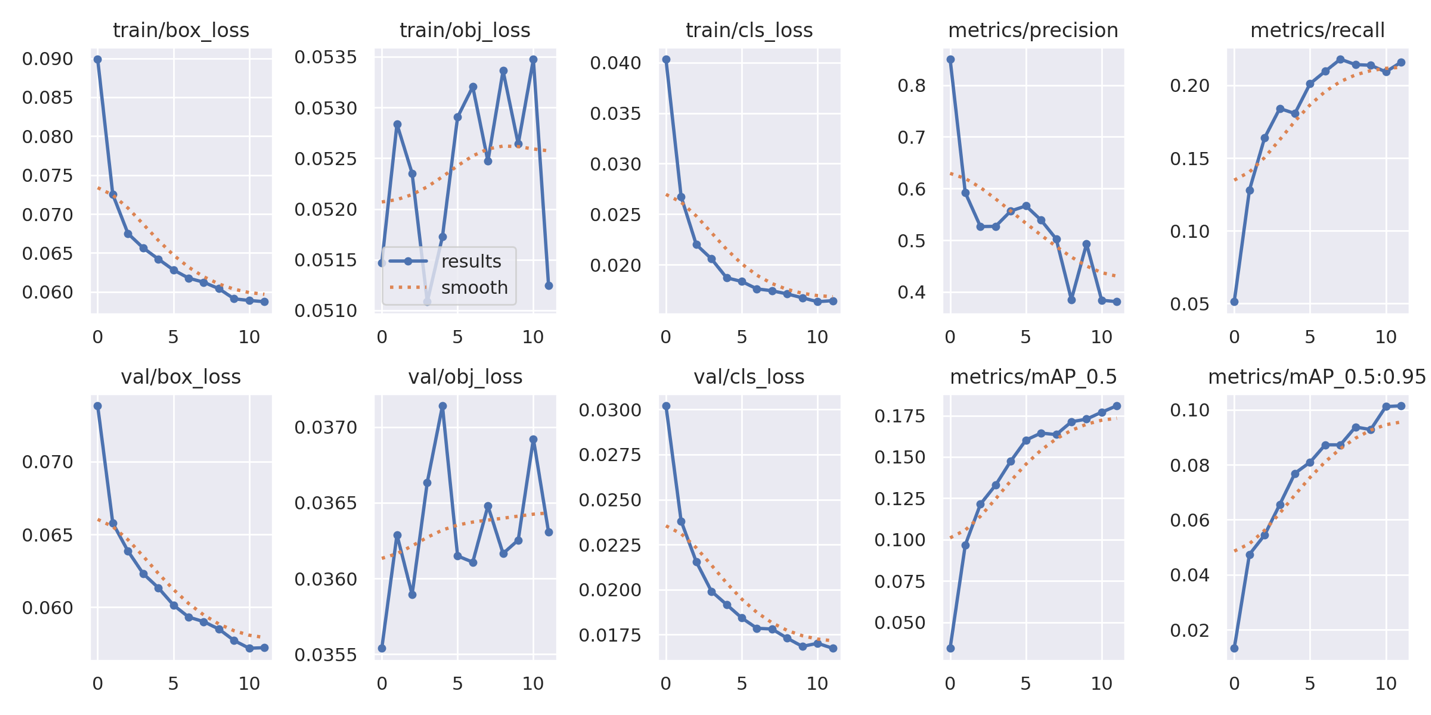 train/box_loss
0.090
0.085
0.080
0.075
0.070
0.065
0.060
0 5 10
train/obj_loss
0.0535
0.0530
0.0525
0.0520
0.0515
0.0510
results
smooth
0 5 10
train/cls_loss
0.040
0.035
0.030
0.025
0.020
0 5 10
metrics/precision
0.8
0.7
0.6
0.5
0.4
0 5 10
metrics/recall
0.20
0.15
0.10
0.05
0 5 10
val/box_loss
0.070
0.065
0.060
0 5 10
val/obj_loss
0.0370
0.0365
0.0360
0.0355
0 5 10
val/cls_loss
0.0300
0.0275
0.0250
0.0225
0.0200
0.0175
0 5 10
metrics/mAP_0.5
0.175
0.150
0.125
0.100
0.075
0.050
0 5 10
metrics/mAP_0.5:0.95
0.10
0.08
0.06
0.04
0.02
0 5 10